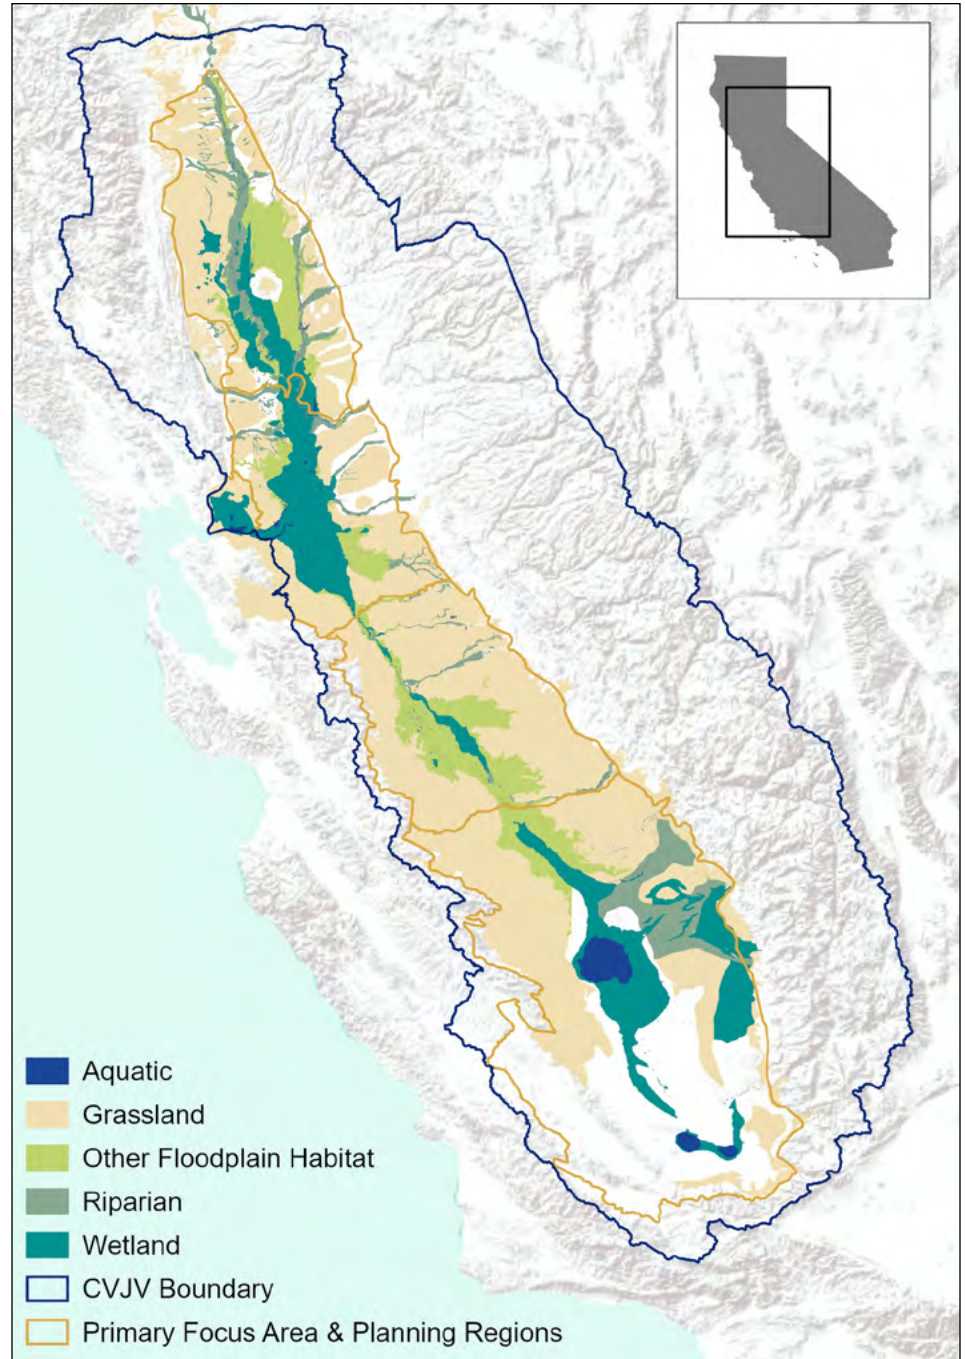 Aquatic
Grassland
Other Floodplain Habitat
Riparian
Wetland
CVJV Boundary
Primary Focus Area & Planning Regions